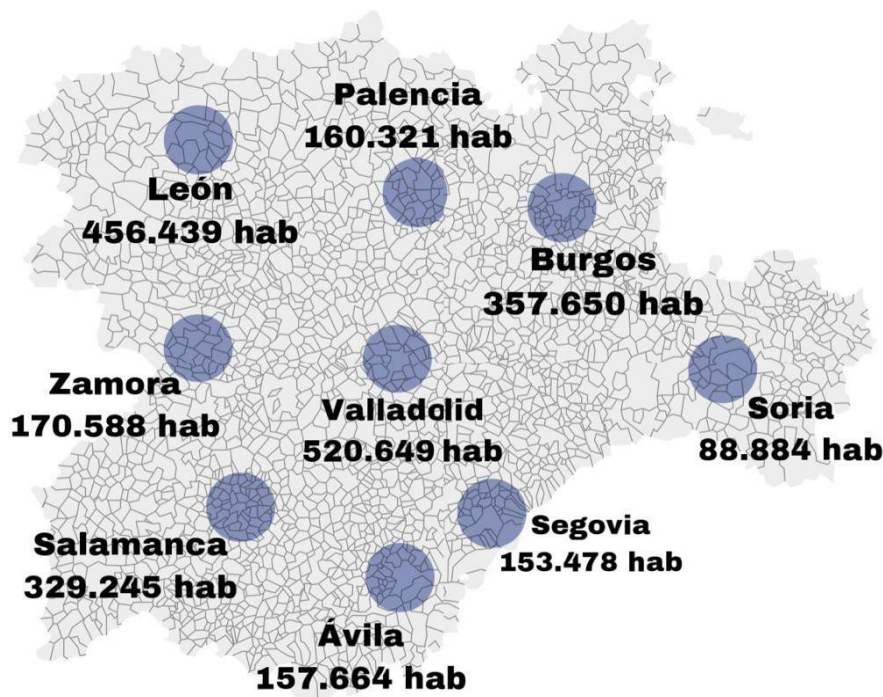 Palencia
160.321 hab
León
456.439 hab
Burgos
357.650 hab
Zamora
170.588 hab
Valladolid
520.649 hab
Soria
88.884 hab
Salamanca
329.245 hab
Segovia
153.478 hab
Ávila
157.664 hab